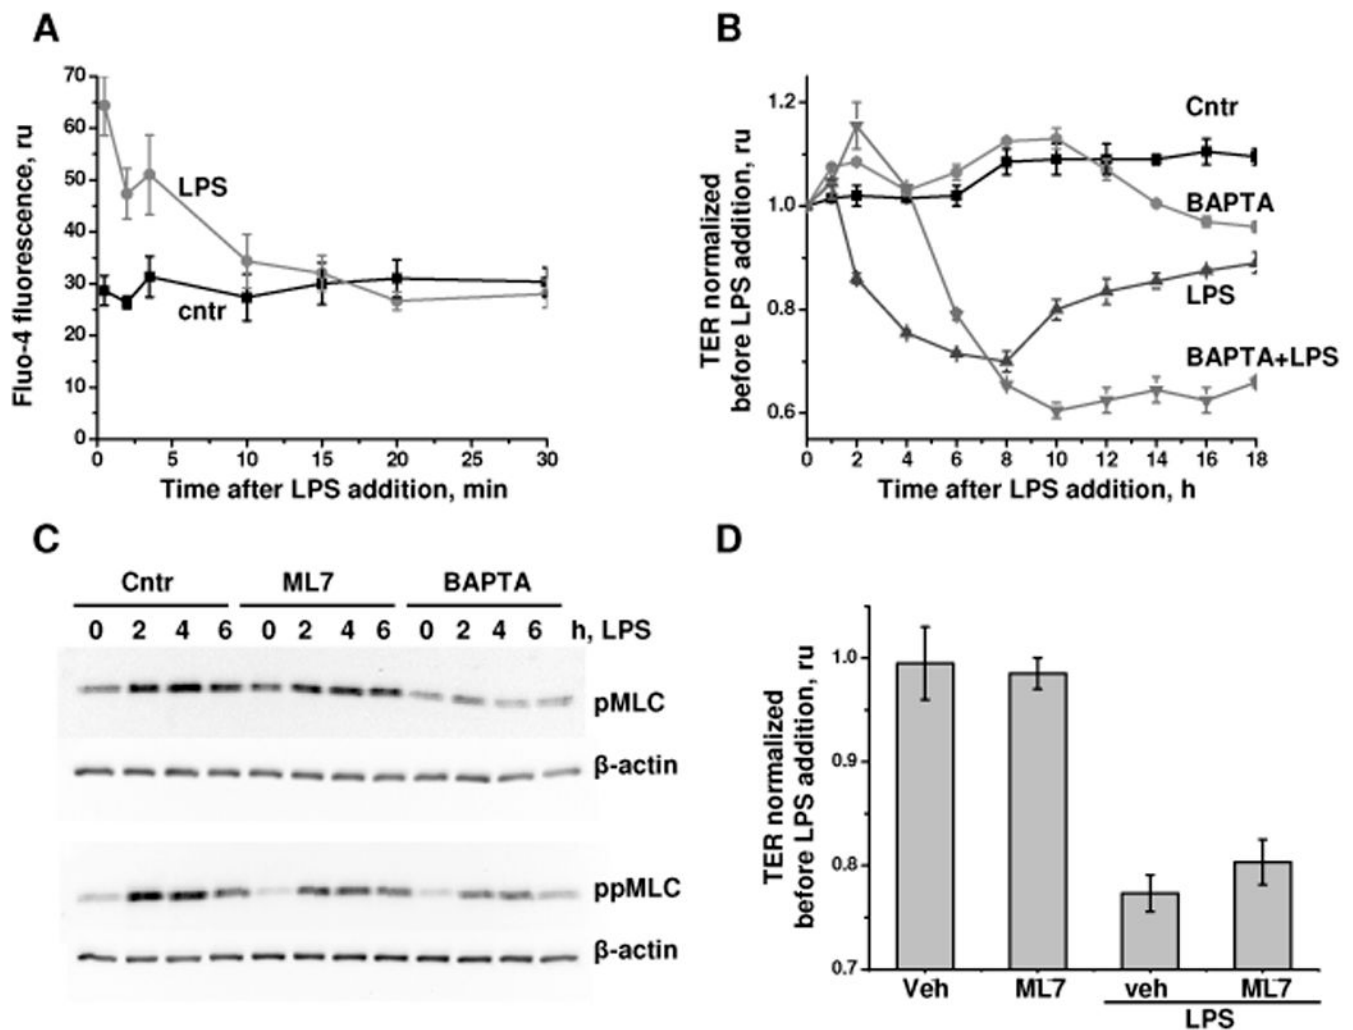 A
Fluo-4 fluorescence, ru
70
60
50
40
30
20
10
0
LPS
cntr
0 5 10 15 20 25 30
Time after LPS addition, min
B
TER normalized
before LPS addition, ru
1.2
1.0
0.8
0.6
Cntr
BAPTA
LPS
BAPTA+LPS
0 2 4 6 8 10 12 14 16 18
Time after LPS addition, h
C
Cntr ML7 BAPTA
0 2 4 6 0 2 4 6 0 2 4 6 h, LPS
pMLC
β-actin
ppMLC
β-actin
D
TER normalized
before LPS addition, ru
1.0
0.9
0.8
0.7
Veh ML7 veh ML7
LPS